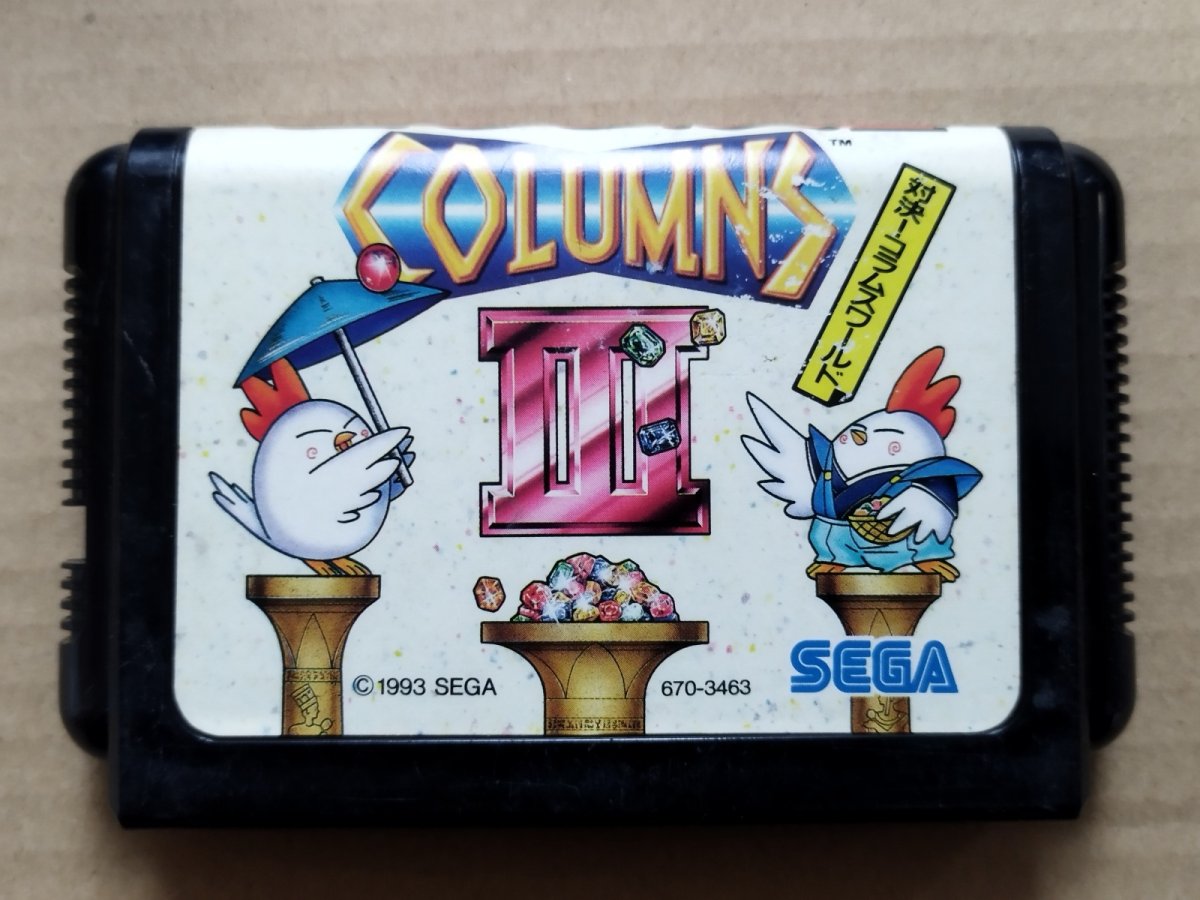 COLUMNS
TM
III
対決!コラムスワールド
©1993 SEGA
670-3463
SEGA